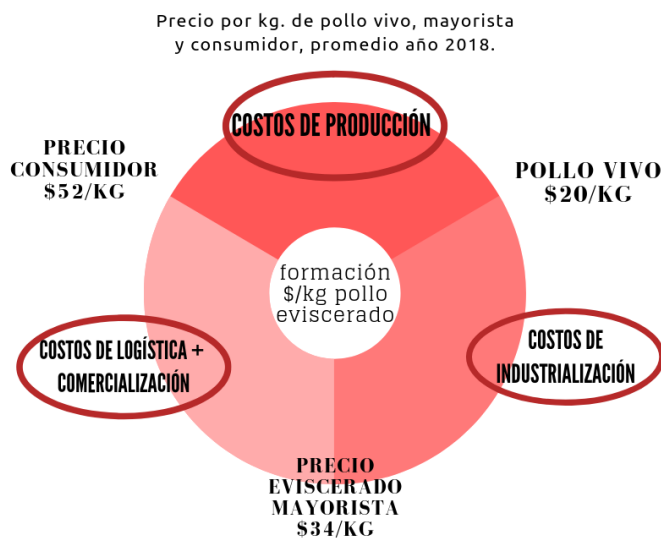 Precio por kg. de pollo vivo, mayorista
y consumidor, promedio año 2018.
COSTOS DE PRODUCCIÓN
PRECIO
CONSUMIDOR
$52/KG
POLLO VIVO
$20/KG
formación
$/kg pollo
eviscerado
COSTOS DE LOGÍSTICA +
COMERCIALIZACIÓN
COSTOS DE
INDUSTRIALIZACIÓN
PRECIO
EVISCERADO
MAYORISTA
$34/KG